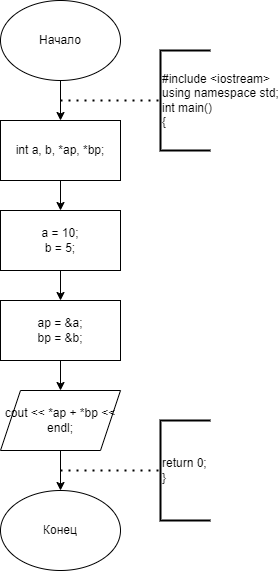 Начало
#include <iostream>
using namespace std;
int main()
{
int a, b, *ap, *bp;
a = 10;
b = 5;
ap = &a;
bp = &b;
cout << *ap + *bp <<
endl;
return 0;
}
Конец